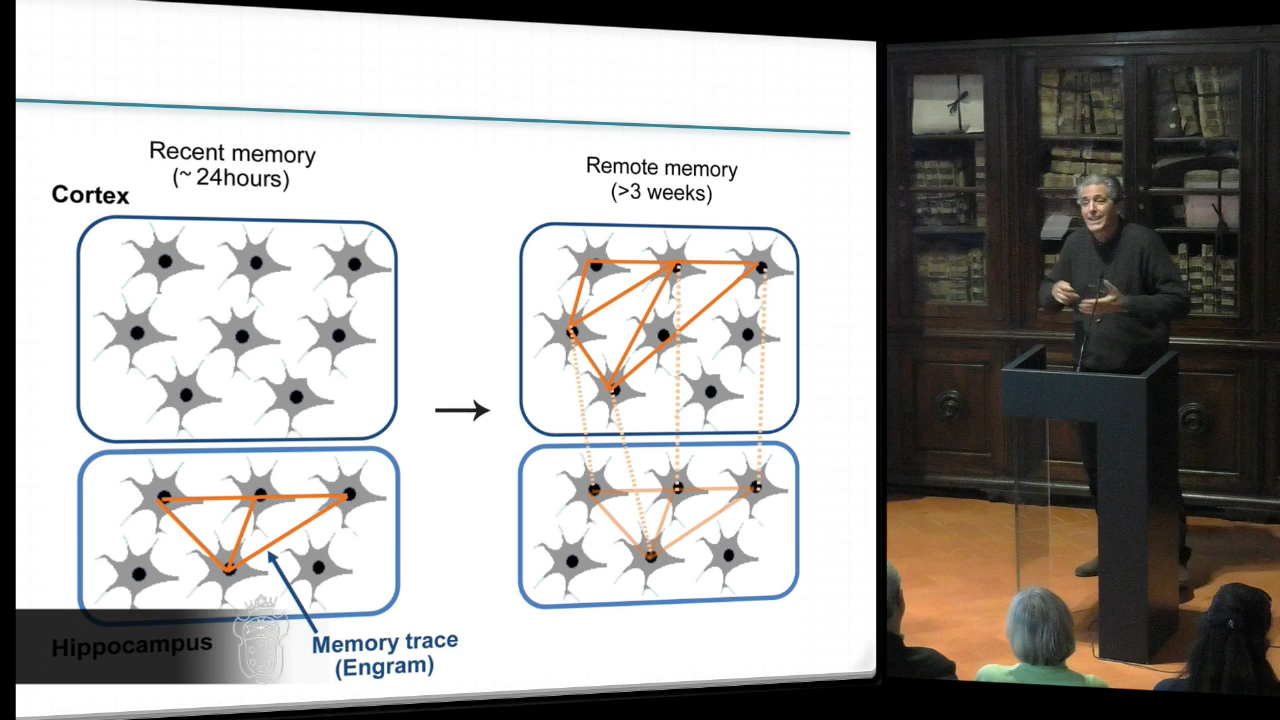 Recent memory
(~ 24hours)
Remote memory
(>3 weeks)
Cortex
Hippocampus
Memory trace
(Engram)